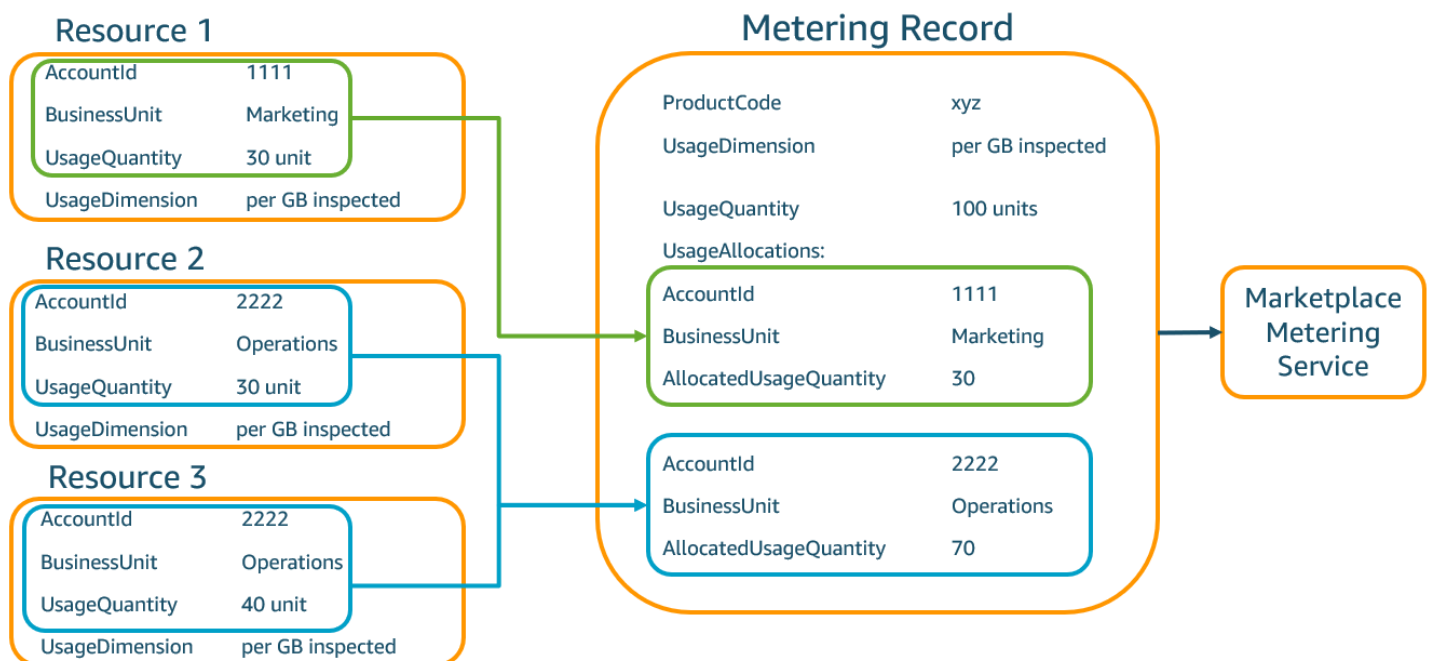 Resource 1
AccountId 1111
BusinessUnit Marketing
UsageQuantity 30 unit
UsageDimension per GB inspected
Resource 2
AccountId 2222
BusinessUnit Operations
UsageQuantity 30 unit
UsageDimension per GB inspected
Resource 3
AccountId 2222
BusinessUnit Operations
UsageQuantity 40 unit
UsageDimension per GB inspected
Metering Record
ProductCode xyz
UsageDimension per GB inspected
UsageQuantity 100 units
UsageAllocations:
AccountId 1111
BusinessUnit Marketing
AllocatedUsageQuantity 30
AccountId 2222
BusinessUnit Operations
AllocatedUsageQuantity 70
Marketplace
Metering
Service